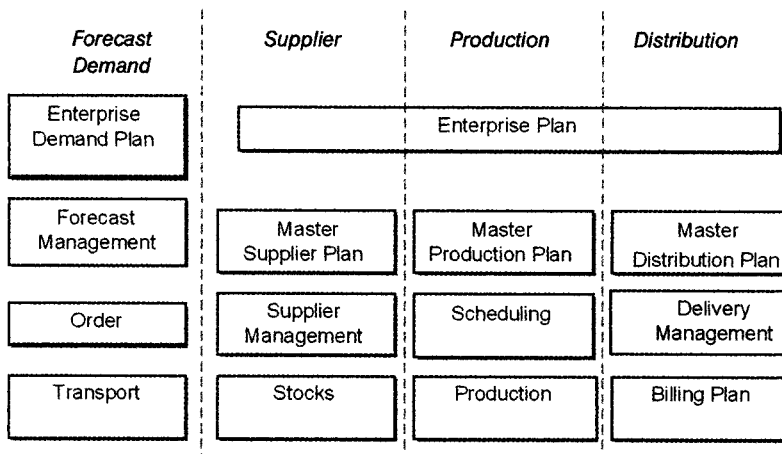 Forecast
Demand
Supplier
Production
Distribution
Enterprise
Demand Plan
Enterprise Plan
Forecast
Management
Master
Supplier Plan
Master
Production Plan
Master
Distribution Plan
Order
Supplier
Management
Scheduling
Delivery
Management
Transport
Stocks
Production
Billing Plan